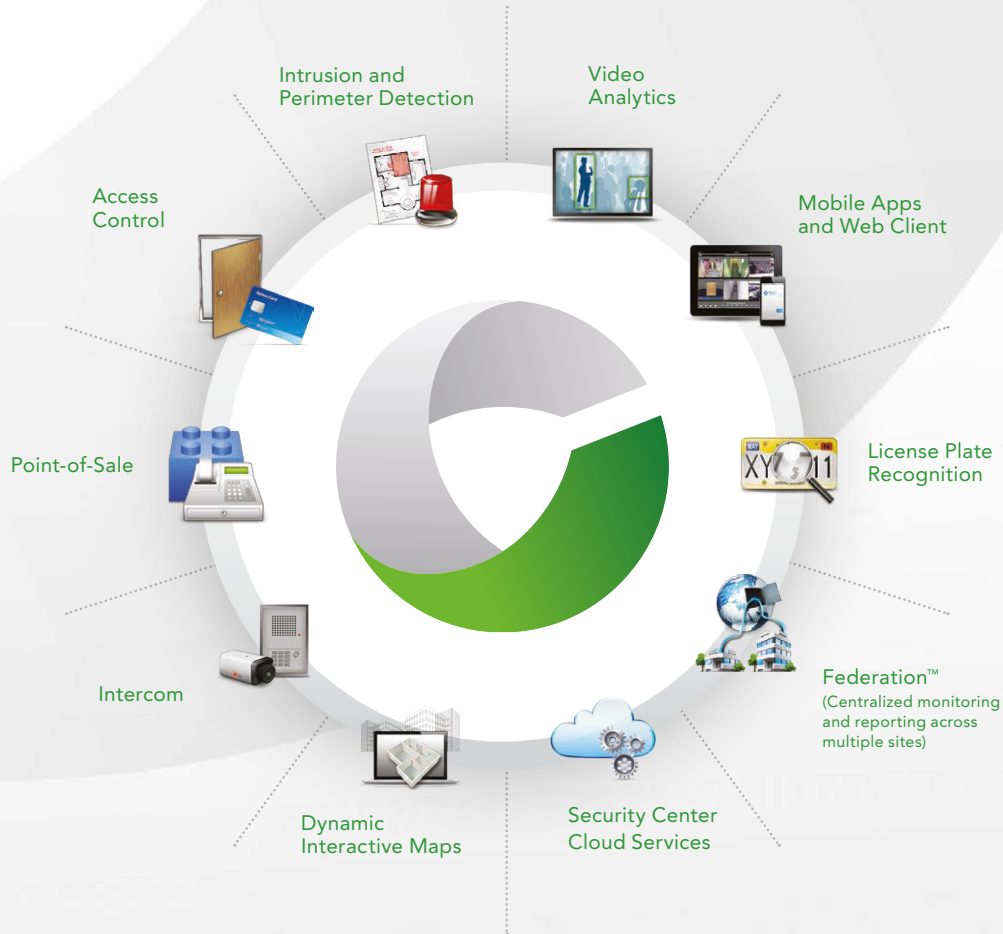 Intrusion and
Perimeter Detection
Video
Analytics
Access
Control
Mobile Apps
and Web Client
Point-of-Sale
License Plate
Recognition
MAY
XY
11
Intercom
Federation™
(Centralized monitoring
and reporting across
multiple sites)
Dynamic
Interactive Maps
Security Center
Cloud Services